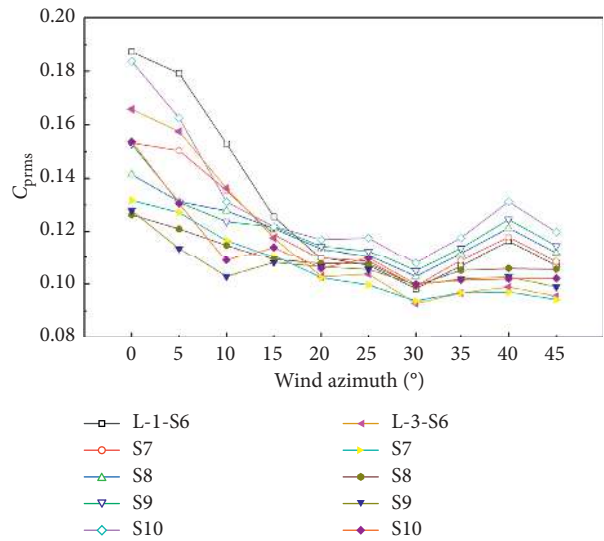 0.20
0.18
0.16
0.14
0.12
0.10
0.08
C_prms
0 5 10 15 20 25 30 35 40 45
Wind azimuth (°)
L-1-S6
S7
S8
S9
S10
L-3-S6
S7
S8
S9
S10